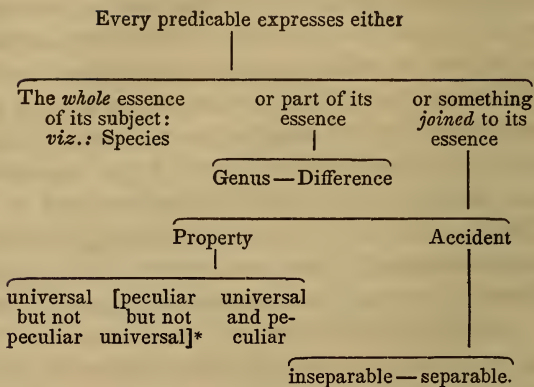 Every predicable expresses either
The whole essence
of its subject:
viz.: Species
or part of its
essence
or something
joined to its
essence
Genus—Difference
Property
Accident
universal
but not
peculiar
[peculiar
but not
universal]*
universal
and pe-
culiar
inseparable—separable.